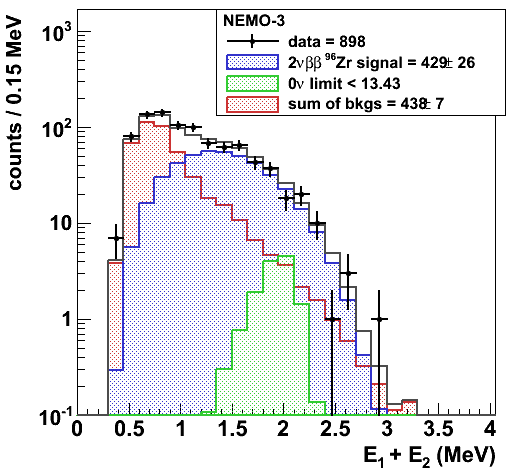 NEMO-3
data = 898
2νββ ⁹⁶Zr signal = 429± 26
0ν limit < 13.43
sum of bkgs = 438± 7
counts / 0.15 MeV
10³
10²
10
1
10⁻¹
0 0.5 1 1.5 2 2.5 3 3.5 4
E₁ + E₂ (MeV)